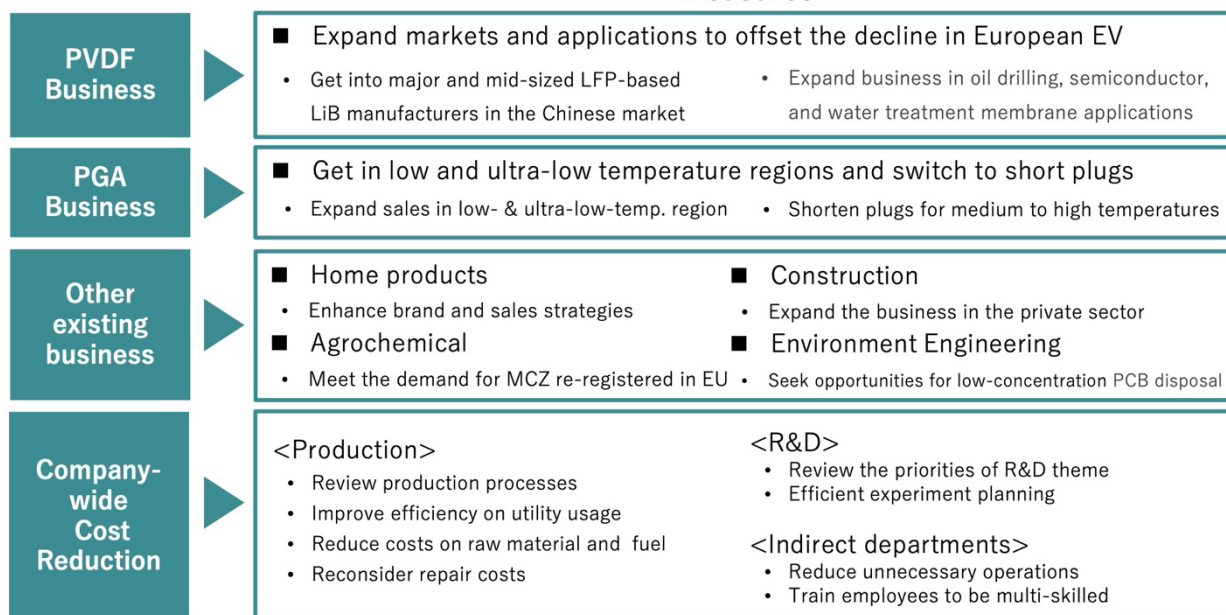 PVDF
Business
■ Expand markets and applications to offset the decline in European EV
• Get into major and mid-sized LFP-based
LiB manufacturers in the Chinese market
• Expand business in oil drilling, semiconductor,
and water treatment membrane applications
PGA
Business
■ Get in low and ultra-low temperature regions and switch to short plugs
• Expand sales in low- & ultra-low-temp. region
• Shorten plugs for medium to high temperatures
Other
existing
business
■ Home products
• Enhance brand and sales strategies
■ Construction
• Expand the business in the private sector
■ Agrochemical
• Meet the demand for MCZ re-registered in EU
■ Environment Engineering
• Seek opportunities for low-concentration PCB disposal
Company-
wide
Cost
Reduction
<Production>
• Review production processes
• Improve efficiency on utility usage
• Reduce costs on raw material and fuel
• Reconsider repair costs
<R&D>
• Review the priorities of R&D theme
• Efficient experiment planning
<Indirect departments>
• Reduce unnecessary operations
• Train employees to be multi-skilled